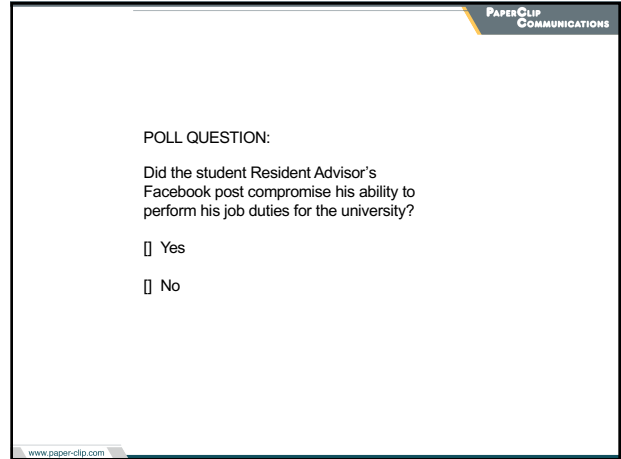 PAPERCLIP
COMMUNICATIONS
POLL QUESTION:
Did the student Resident Advisor's
Facebook post compromise his ability to
perform his job duties for the university?
[] Yes
[] No
www.paper-clip.com